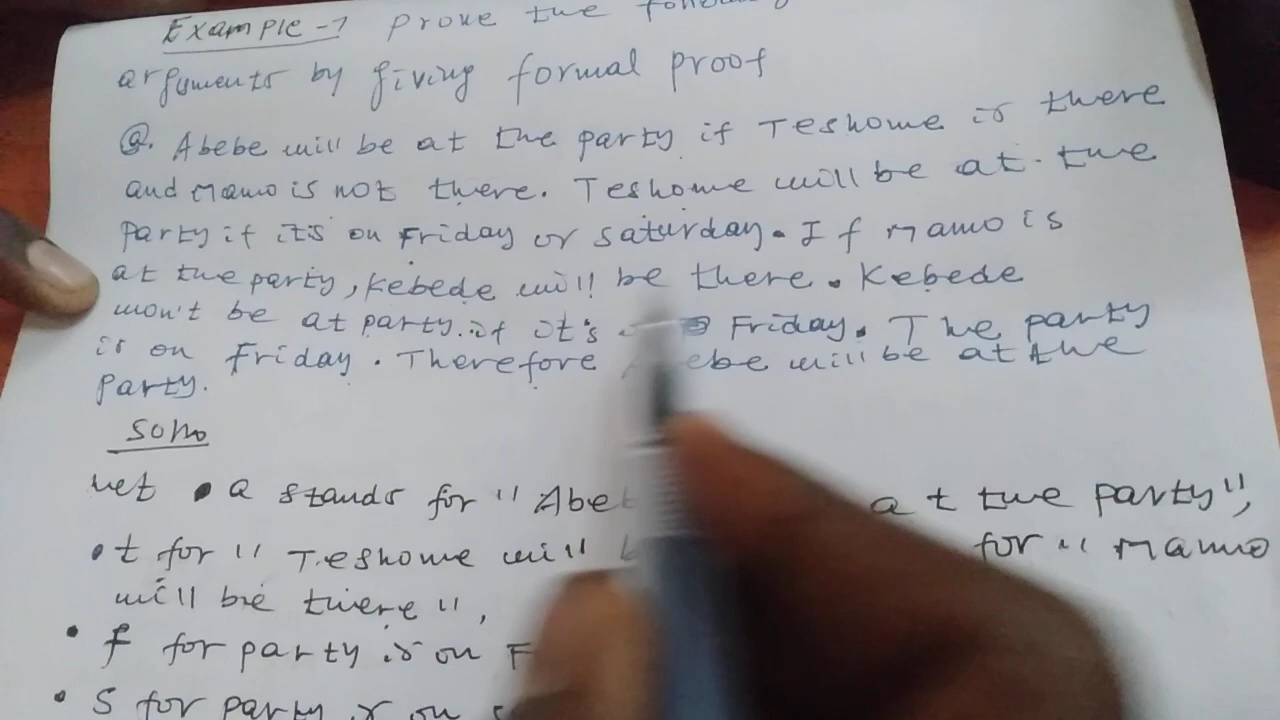 Example-1 prove the following
arguments by giving formal proof
@. Abebe will be at the party if Teshome is there
and Mamo is not there. Teshome will be at the
party if it's on Friday or saturday. If Mamo is
at the party, Kebede will be there. Kebede
won't be at party. if it's Friday. The party
is on Friday. Therefore will be at the
Party.
Soln
Let a stands for " at the party",
• t for " Teshome will for " Mamo
will be there ",
• f for party is on
• S for party on